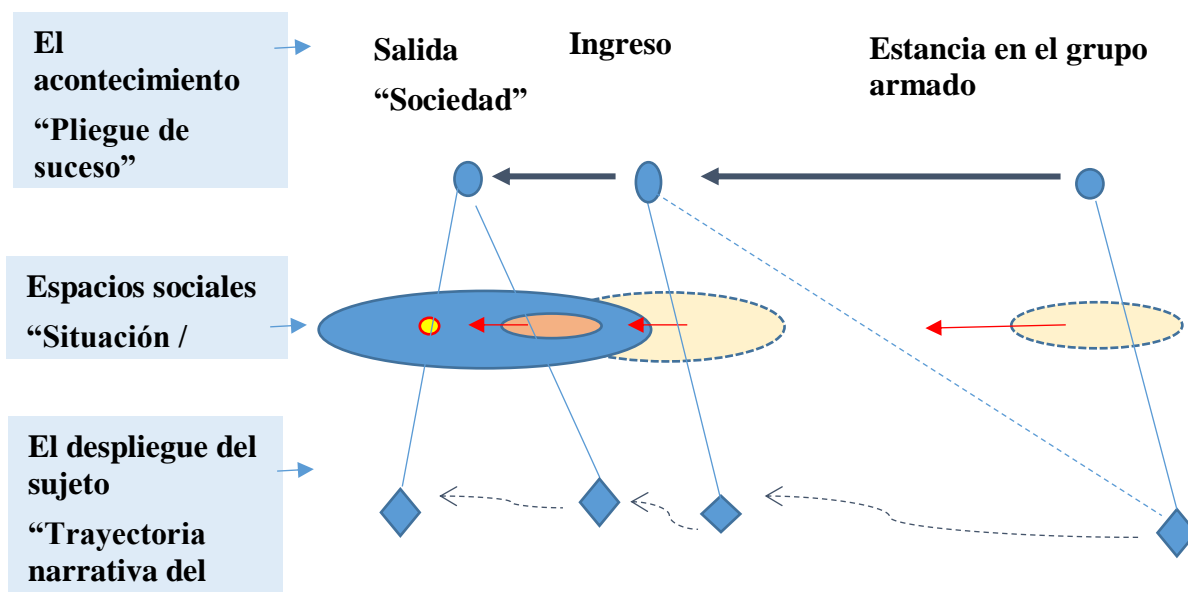 El
acontecimiento
“Pliegue de
suceso”
Salida
“Sociedad”
Ingreso
Estancia en el grupo
armado
Espacios sociales
“Situación /
El despliegue del
sujeto
“Trayectoria
narrativa del